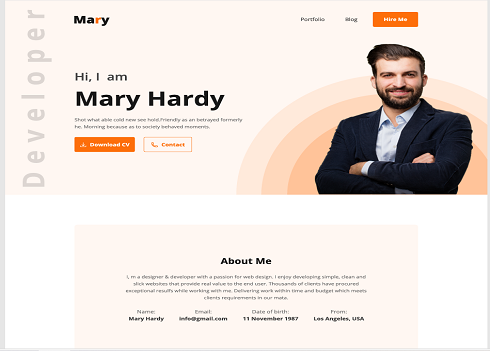 Mary
Portfolio
Blog
Hire Me
Developer
Hi, I am
Mary Hardy
Shot what able cold new see hold.Friendly as an betrayed formerly
he. Morning because as to society behaved moments.
Download CV
Contact
About Me
I, m a designer & developer with a passion for web design. I enjoy developing simple, clean and
slick websites that provide real value to the end user. Thousands of clients have procured
exceptional results while working with me. Delivering work within time and budget which meets
clients requirements in our mata.
Name: Email: Date of birth: From:
Mary Hardy info@gmail.com 11 November 1987 Los Angeles, USA